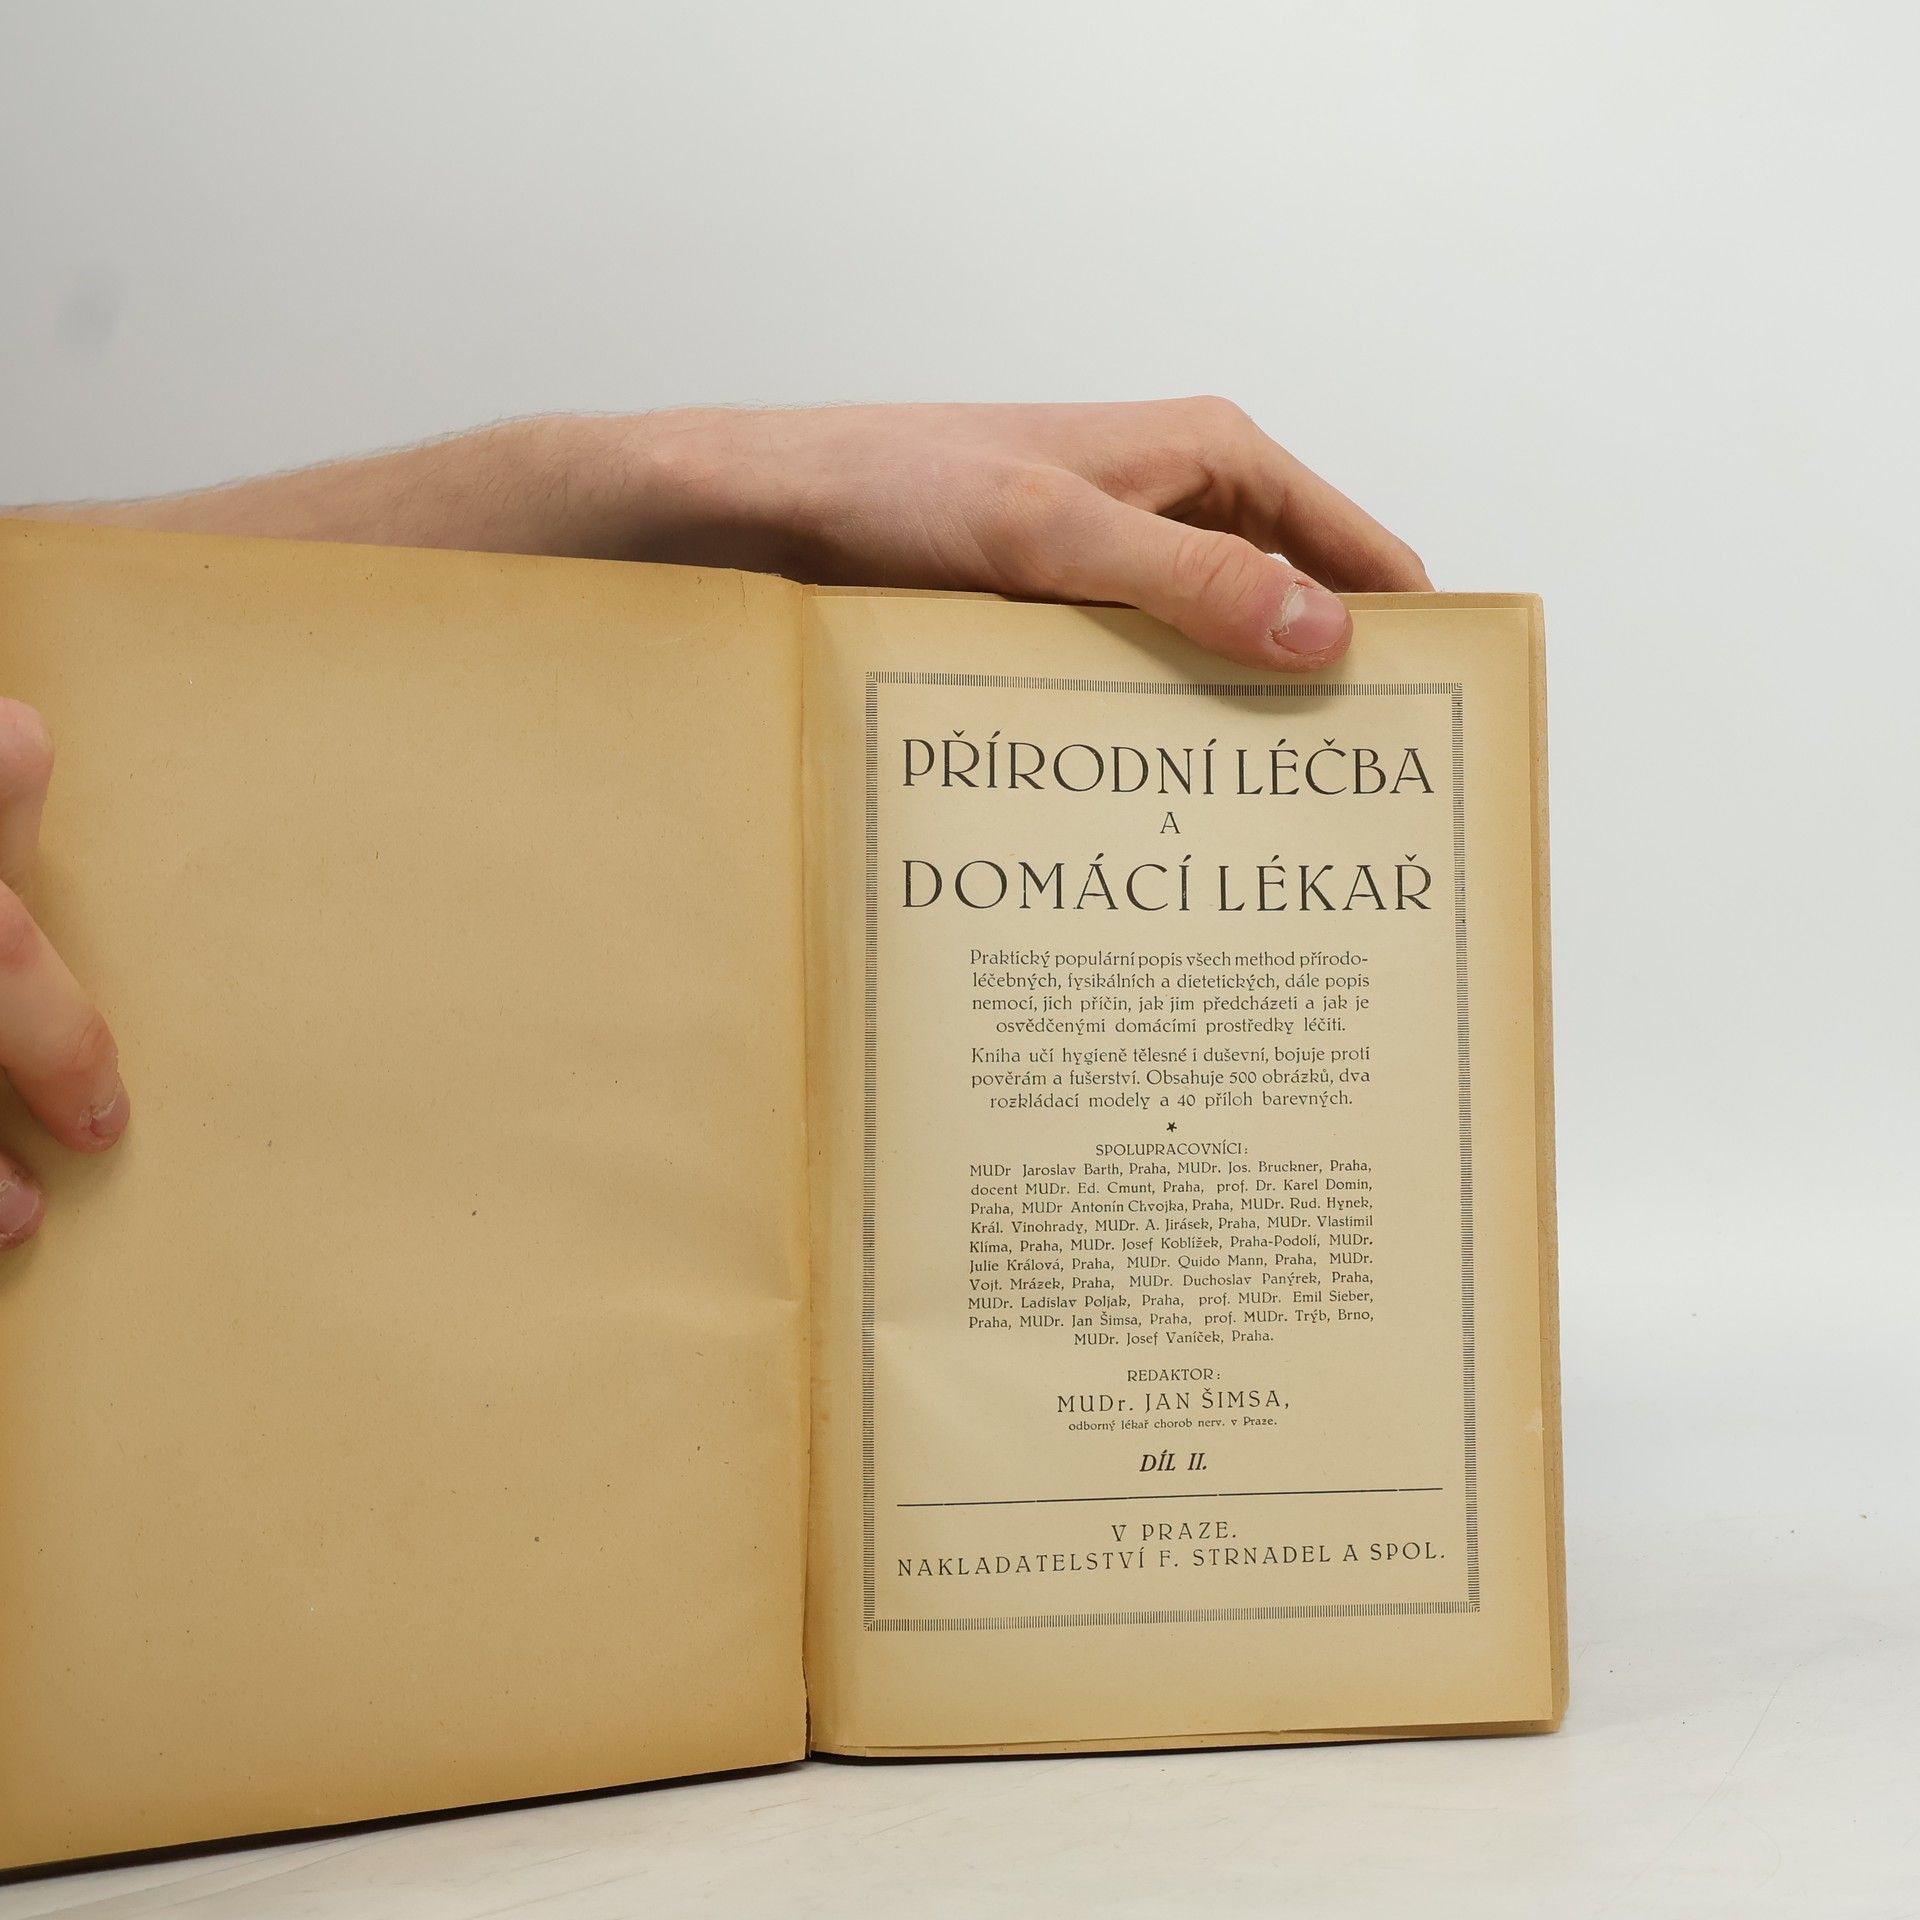 PŘÍRODNÍ LÉČBA
A
DOMÁCÍ LÉKAŘ
Praktický populární popis všech method přírodo-
léčebných, fysikálních a dietetických, dále popis
nemocí, jich příčin, jak jim předcházeti a jak je
osvědčenými domácími prostředky léčiti.
Kniha učí hygieně tělesné i duševní, bojuje proti
pověrám a fušerství. Obsahuje 500 obrázků, dva
rozkládací modely a 40 příloh barevných.
*
SPOLUPRACOVNÍCI:
MUDr Jaroslav Barth, Praha, MUDr. Jos. Bruckner, Praha,
docent MUDr. Ed. Cmunt, Praha, prof. Dr. Karel Domin,
Praha, MUDr Antonín Chvojka, Praha, MUDr. Rud. Hynek,
Král. Vinohrady, MUDr. A. Jirásek, Praha, MUDr. Vlastimil
Klíma, Praha, MUDr. Josef Koblížek, Praha-Podolí, MUDr.
Julie Králová, Praha, MUDr. Quido Mann, Praha, MUDr.
Vojt. Mrázek, Praha, MUDr. Duchoslav Panýrek, Praha,
MUDr. Ladislav Poljak, Praha, prof. MUDr. Emil Sieber,
Praha, MUDr. Jan Šimsa, Praha, prof. MUDr. Trýb, Brno,
MUDr. Josef Vaníček, Praha.
REDAKTOR:
MUDr. JAN ŠIMSA,
odborný lékař chorob nerv. v Praze.
DÍL II.
V PRAZE.
NAKLADATELSTVÍ F. STRNADEL A SPOL.